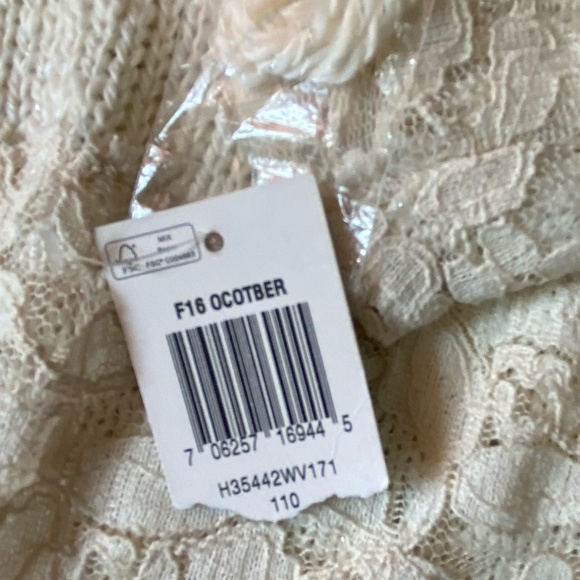 MIX
FSC
F16 OCOTBER
7 06257 16944 5
H35442WV171
110